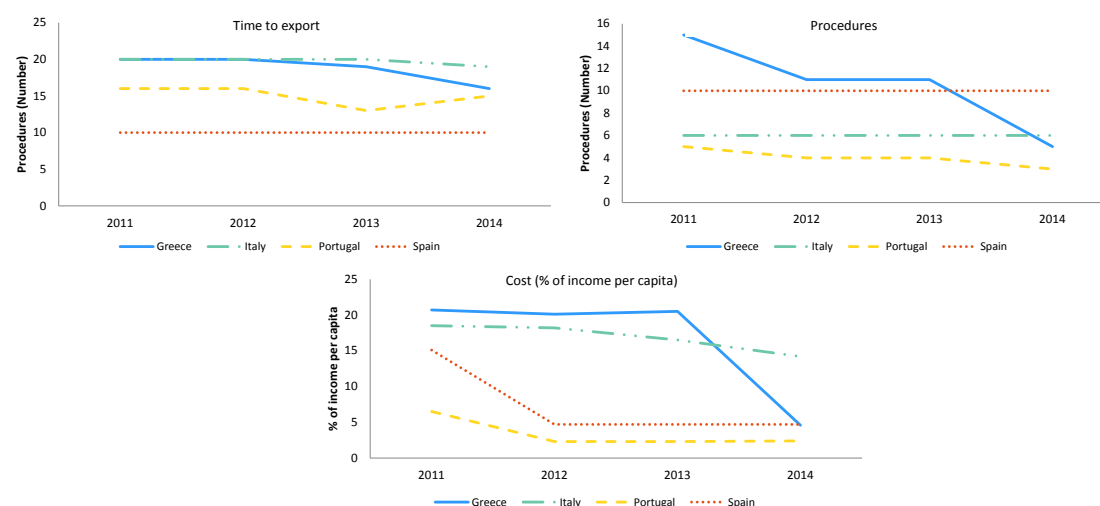 Time to export
Procedures (Number)
25
20
15
10
5
0
2011 2012 2013 2014
Greece Italy Portugal Spain
Procedures
Procedures (Number)
16
14
12
10
8
6
4
2
0
2011 2012 2013 2014
Greece Italy Portugal Spain
Cost (% of income per capita)
% of income per capita
25
20
15
10
5
0
2011 2012 2013 2014
Greece Italy Portugal Spain